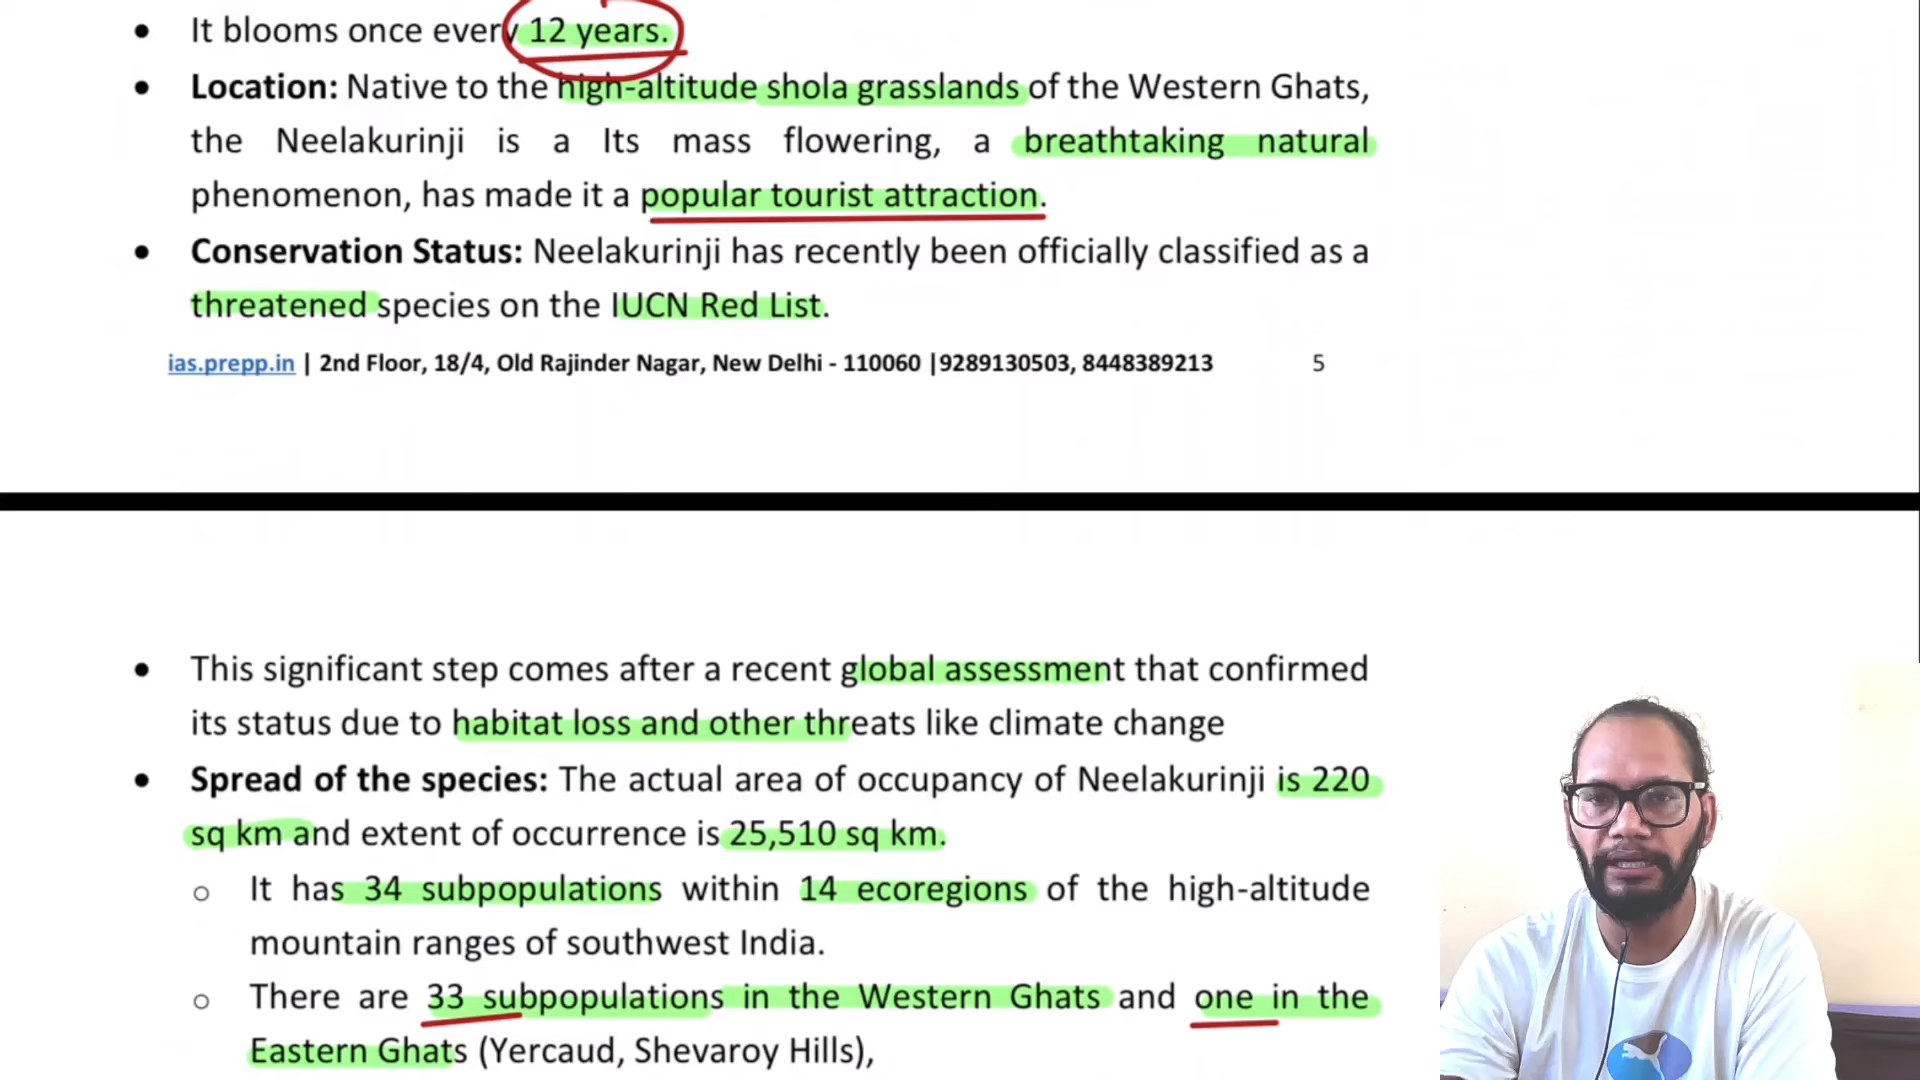 It blooms once every 12 years.
Location: Native to the high-altitude shola grasslands of the Western Ghats,
the Neelakurinji is a Its mass flowering, a breathtaking natural
phenomenon, has made it a popular tourist attraction.
Conservation Status: Neelakurinji has recently been officially classified as a
threatened species on the IUCN Red List.
ias.prepp.in | 2nd Floor, 18/4, Old Rajinder Nagar, New Delhi - 110060 |9289130503, 8448389213 5
This significant step comes after a recent global assessment that confirmed
its status due to habitat loss and other threats like climate change
Spread of the species: The actual area of occupancy of Neelakurinji is 220
sq km and extent of occurrence is 25,510 sq km.
It has 34 subpopulations within 14 ecoregions of the high-altitude
mountain ranges of southwest India.
There are 33 subpopulations in the Western Ghats and one in the
Eastern Ghats (Yercaud, Shevaroy Hills),